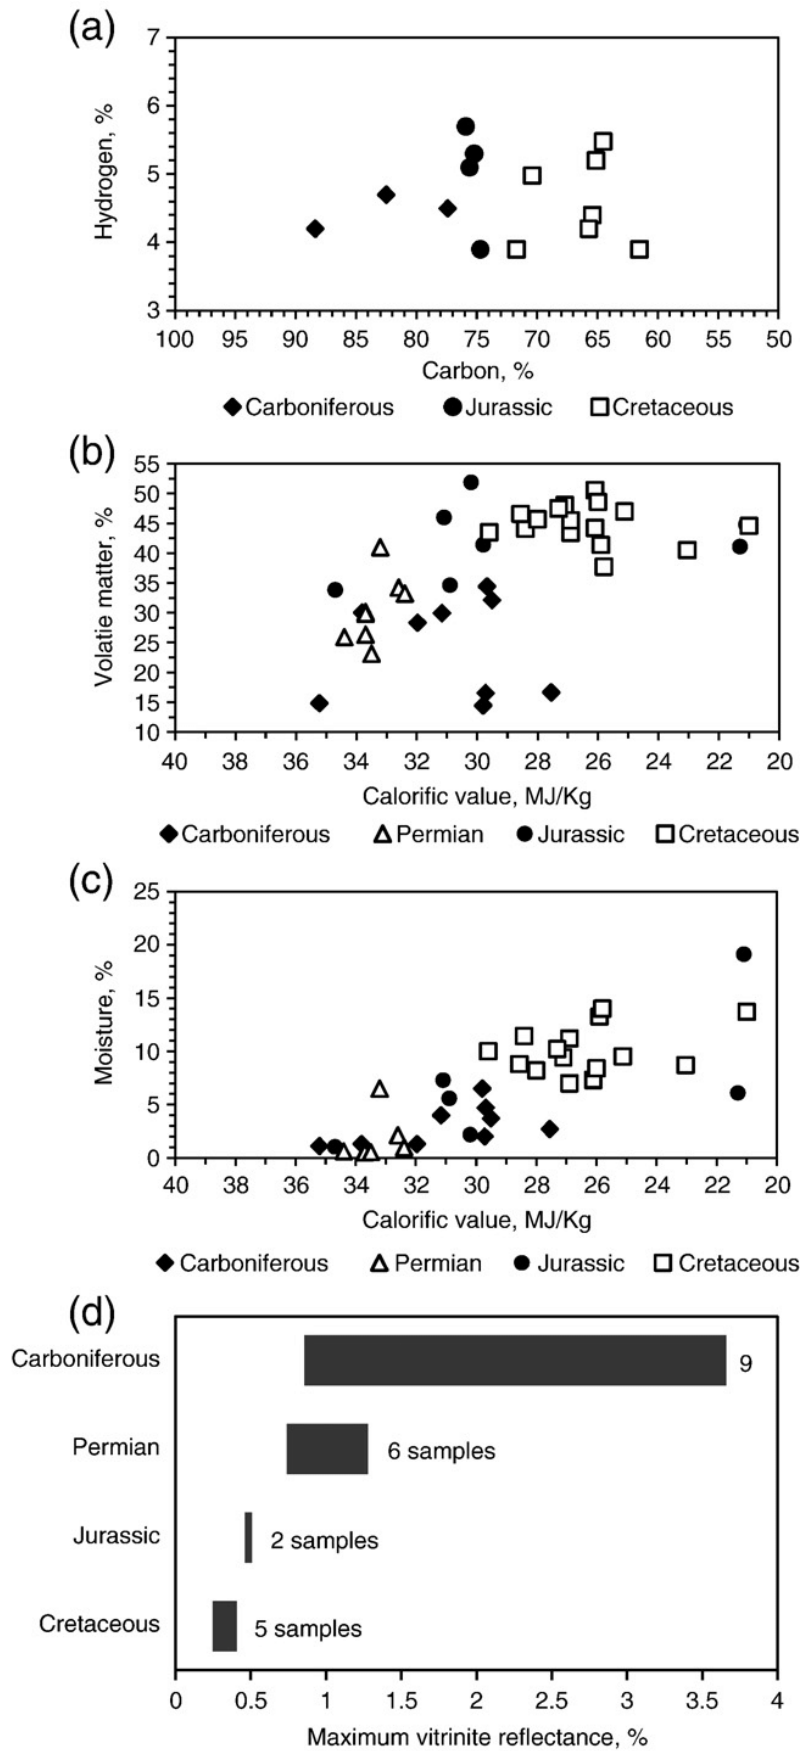 (a)
7
6
5
4
3
Hydrogen, %
100 95 90 85 80 75 70 65 60 55 50
Carbon, %
Carboniferous Jurassic Cretaceous
(b)
55
50
45
40
35
30
25
20
15
10
Volatie matter, %
40 38 36 34 32 30 28 26 24 22 20
Calorific value, MJ/Kg
Carboniferous Permian Jurassic Cretaceous
(c)
25
20
15
10
5
0
Moisture, %
40 38 36 34 32 30 28 26 24 22 20
Calorific value, MJ/Kg
Carboniferous Permian Jurassic Cretaceous
(d)
Carboniferous 9
Permian 6 samples
Jurassic 2 samples
Cretaceous 5 samples
0 0.5 1 1.5 2 2.5 3 3.5 4
Maximum vitrinite reflectance, %